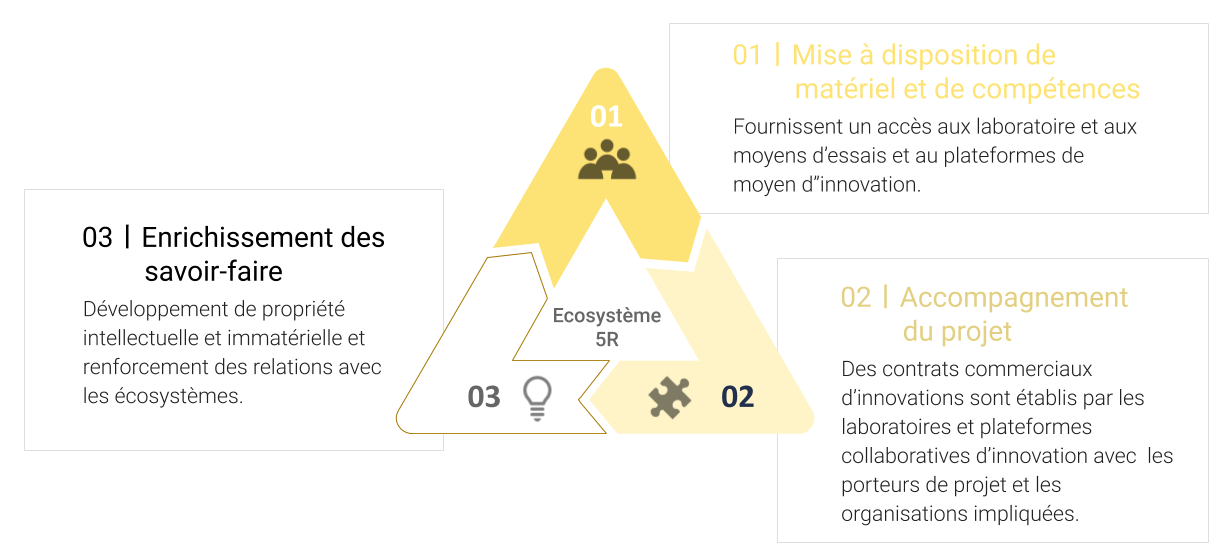 01 | Mise à disposition de
matériel et de compétences
Fournissent un accès aux laboratoire et aux
moyens d’essais et au plateformes de
moyen d’’innovation.
01
03 | Enrichissement des
savoir-faire
Développement de propriété
intellectuelle et immatérielle et
renforcement des relations avec
les écosystèmes.
Ecosystème
5R
03
02
02 | Accompagnement
du projet
Des contrats commerciaux
d’innovations sont établis par les
laboratoires et plateformes
collaboratives d’innovation avec  les
porteurs de projet et les
organisations impliquées.